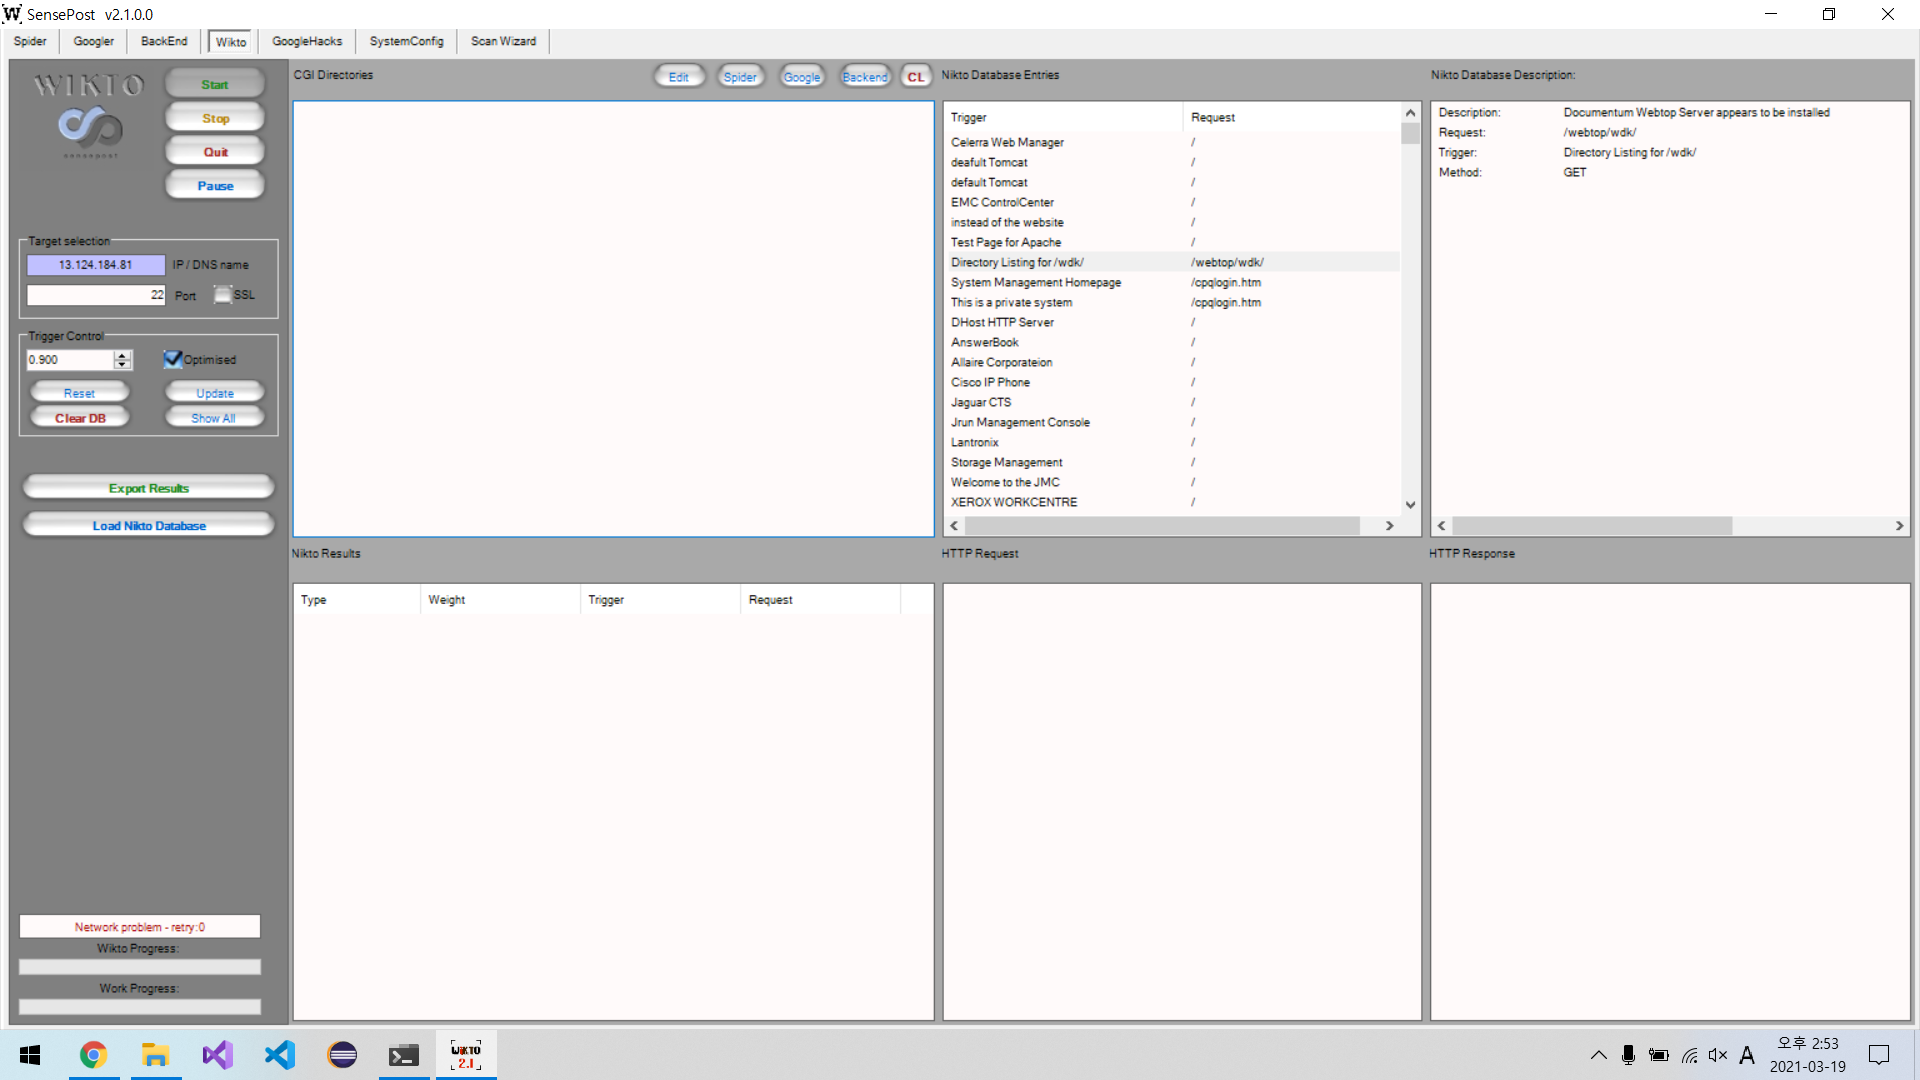 SensePost v2.1.0.0
Spider Googler BackEnd Wikto GoogleHacks SystemConfig Scan Wizard
WIKTO
sensepost
Start
Stop
Quit
Pause
Target selection
13.124.184.81 IP / DNS name
22 Port SSL
Trigger Control
0.900 Optimised
Reset Update
Clear DB Show All
Export Results
Load Nikto Database
Network problem - retry:0
Wikto Progress:
Work Progress:
CGI Directories Edit Spider Google Backend CL
Nikto Database Entries
Trigger Request
Celerra Web Manager /
deafult Tomcat /
default Tomcat /
EMC ControlCenter /
instead of the website /
Test Page for Apache /
Directory Listing for /wdk/ /webtop/wdk/
System Management Homepage /cpqlogin.htm
This is a private system /cpqlogin.htm
DHost HTTP Server /
AnswerBook /
Allaire Corporateion /
Cisco IP Phone /
Jaguar CTS /
Jrun Management Console /
Lantronix /
Storage Management /
Welcome to the JMC /
XEROX WORKCENTRE /
Nikto Database Description:
Description: Documentum Webtop Server appears to be installed
Request: /webtop/wdk/
Trigger: Directory Listing for /wdk/
Method: GET
Nikto Results
Type Weight Trigger Request
HTTP Request
HTTP Response
WIKTO
2.1
A
오후 2:53
2021-03-19